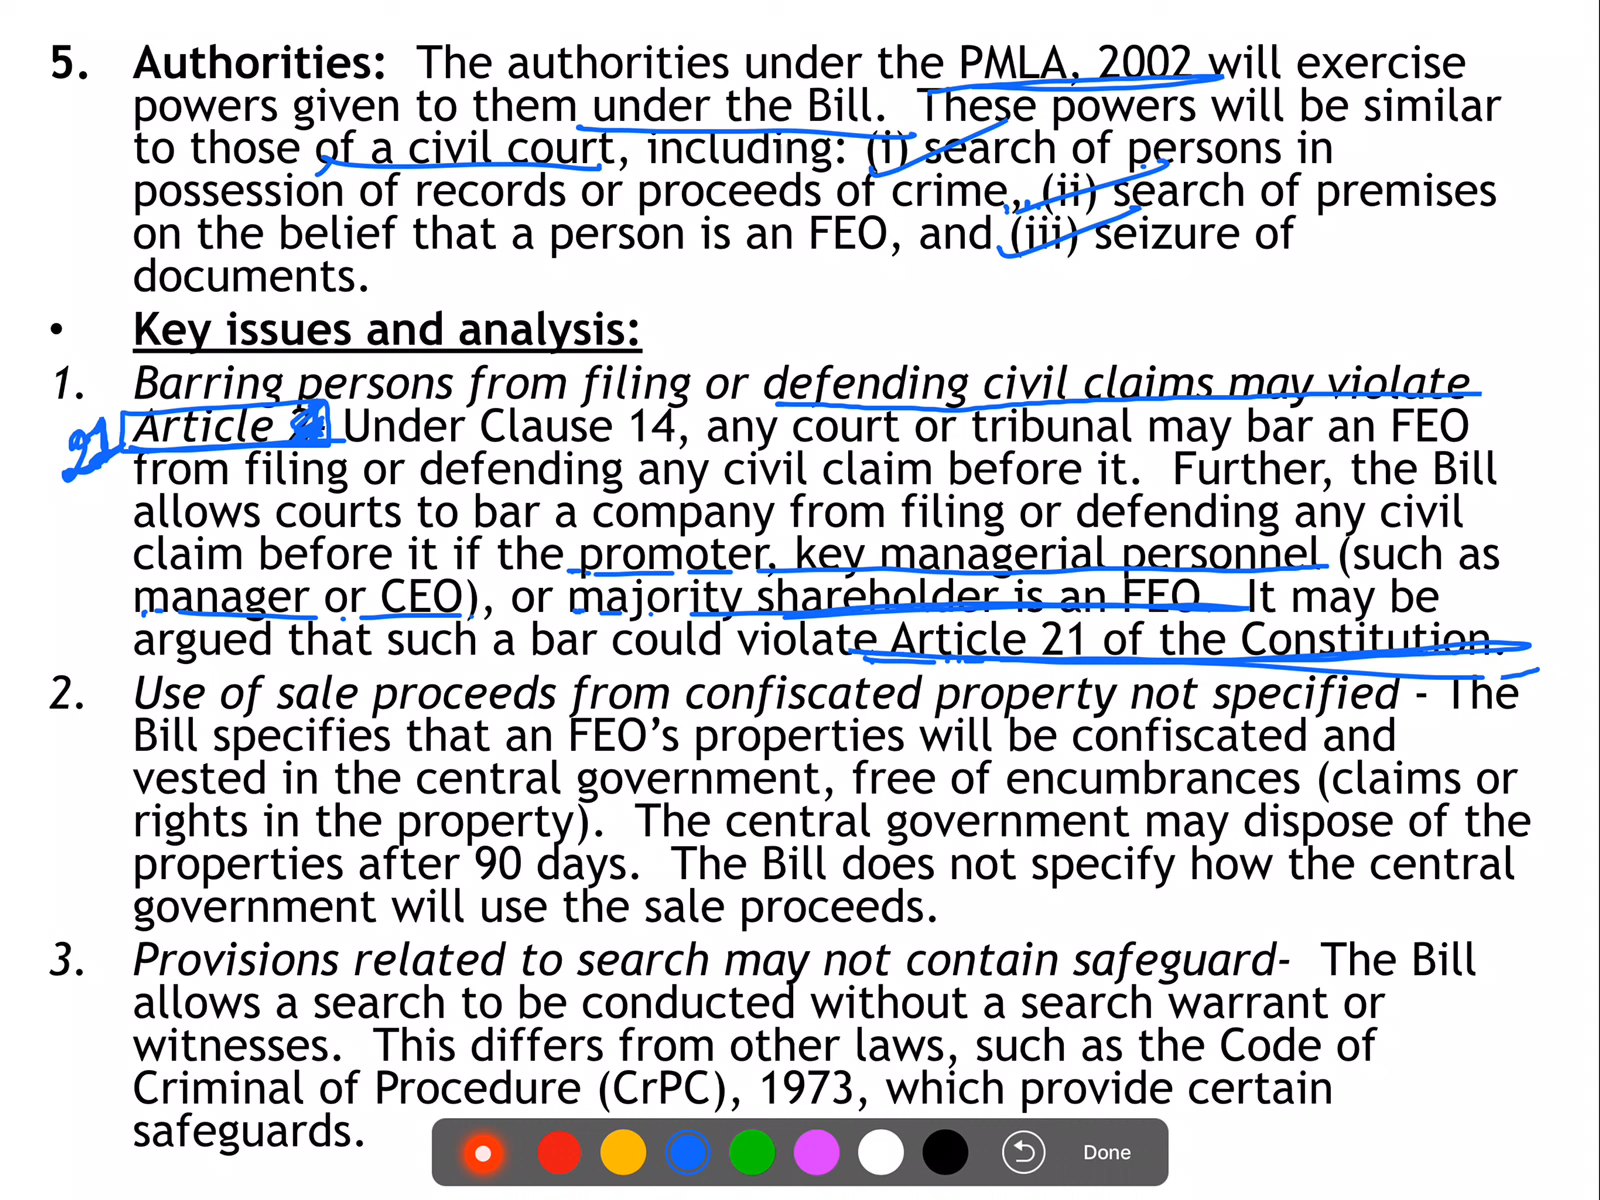 5. Authorities: The authorities under the PMLA, 2002 will exercise
powers given to them under the Bill. These powers will be similar
to those of a civil court, including: (i) search of persons in
possession of records or proceeds of crime, (ii) search of premises
on the belief that a person is an FEO, and (iii) seizure of
documents.
• Key issues and analysis:
1. Barring persons from filing or defending civil claims may violate
21 Article Under Clause 14, any court or tribunal may bar an FEO
from filing or defending any civil claim before it. Further, the Bill
allows courts to bar a company from filing or defending any civil
claim before it if the promoter, key managerial personnel (such as
manager or CEO), or majority shareholder is an FEO. It may be
argued that such a bar could violate Article 21 of the Constitution.
2. Use of sale proceeds from confiscated property not specified - The
Bill specifies that an FEO’s properties will be confiscated and
vested in the central government, free of encumbrances (claims or
rights in the property). The central government may dispose of the
properties after 90 days. The Bill does not specify how the central
government will use the sale proceeds.
3. Provisions related to search may not contain safeguard- The Bill
allows a search to be conducted without a search warrant or
witnesses. This differs from other laws, such as the Code of
Criminal of Procedure (CrPC), 1973, which provide certain
safeguards.
Done